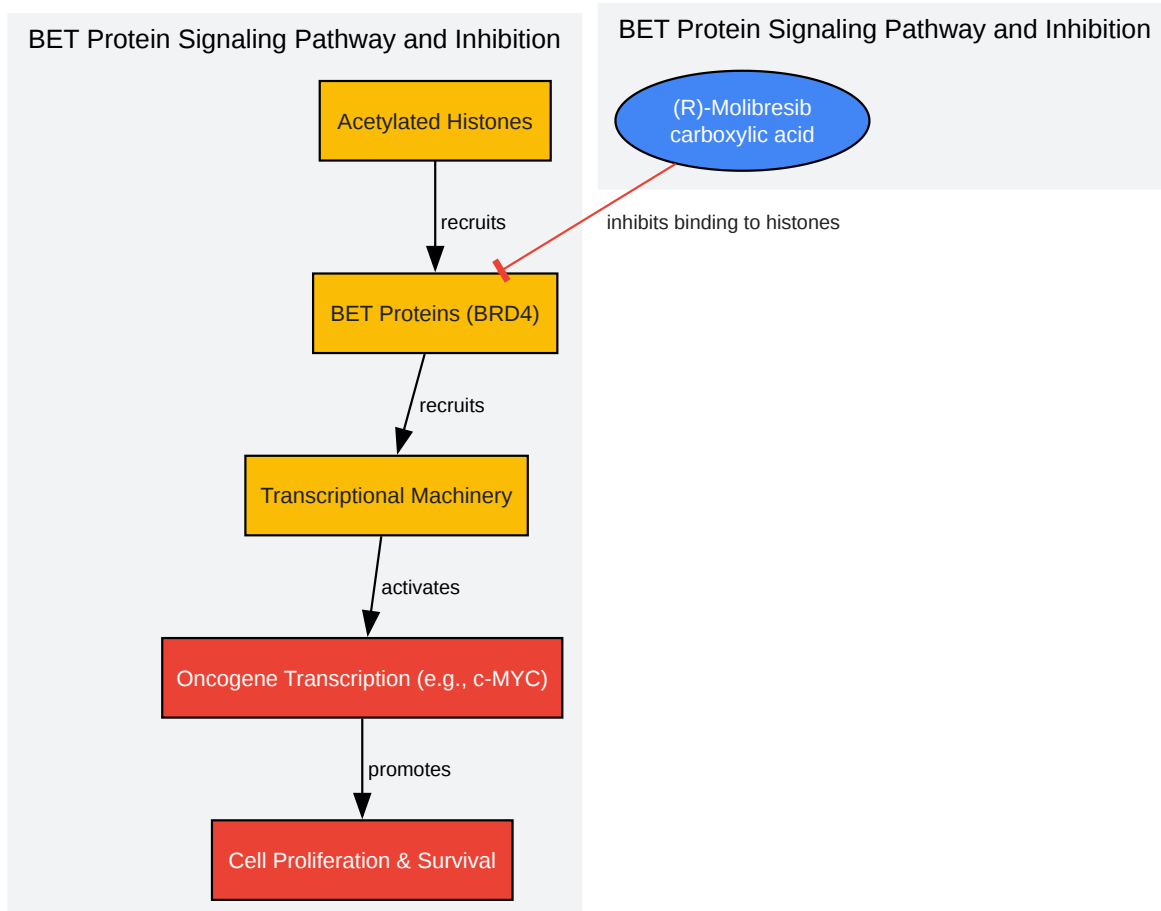 BET Protein Signaling Pathway and Inhibition
Acetylated Histones
recruits
BET Proteins (BRD4)
recruits
Transcriptional Machinery
activates
Oncogene Transcription (e.g., c-MYC)
promotes
Cell Proliferation & Survival
BET Protein Signaling Pathway and Inhibition
(R)-Molibresib
carboxylic acid
inhibits binding to histones